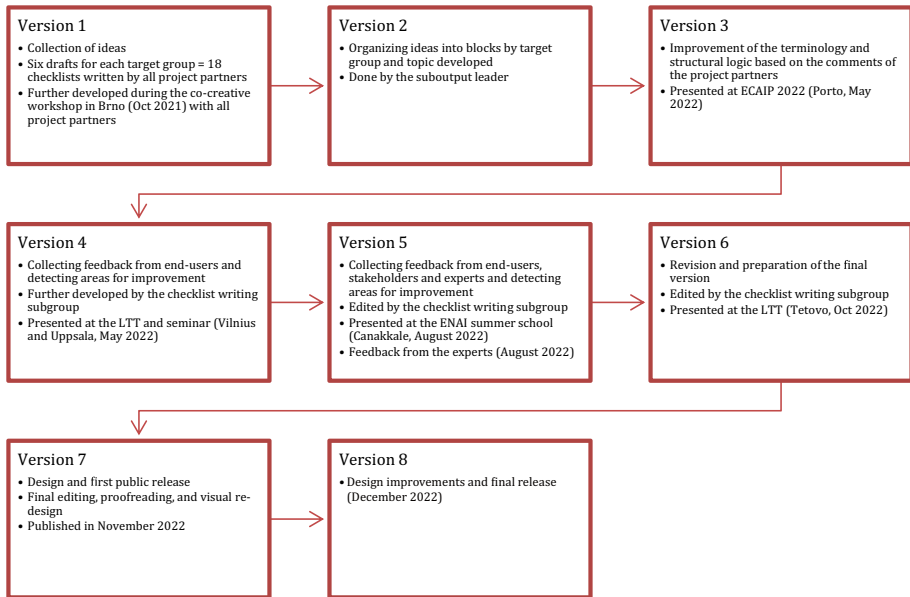 Version 1
• Collection of ideas
• Six drafts for each target group = 18
checklists written by all project partners
• Further developed during the co-creative
workshop in Brno (Oct 2021) with all
project partners
Version 2
• Organizing ideas into blocks by target
group and topic developed
• Done by the suboutput leader
Version 3
• Improvement of the terminology and
structural logic based on the comments of
the project partners
• Presented at ECAIP 2022 (Porto, May
2022)
Version 4
• Collecting feedback from end-users and
detecting areas for improvement
• Further developed by the checklist writing
subgroup
• Presented at the LTT and seminar (Vilnius
and Uppsala, May 2022)
Version 5
• Collecting feedback from end-users,
stakeholders and experts and detecting
areas for improvement
• Edited by the checklist writing subgroup
• Presented at the ENAI summer school
(Canakkale, August 2022)
• Feedback from the experts (August 2022)
Version 6
• Revision and preparation of the final
version
• Edited by the checklist writing subgroup
• Presented at the LTT (Tetovo, Oct 2022)
Version 7
• Design and first public release
• Final editing, proofreading, and visual re-
design
• Published in November 2022
Version 8
• Design improvements and final release
(December 2022)